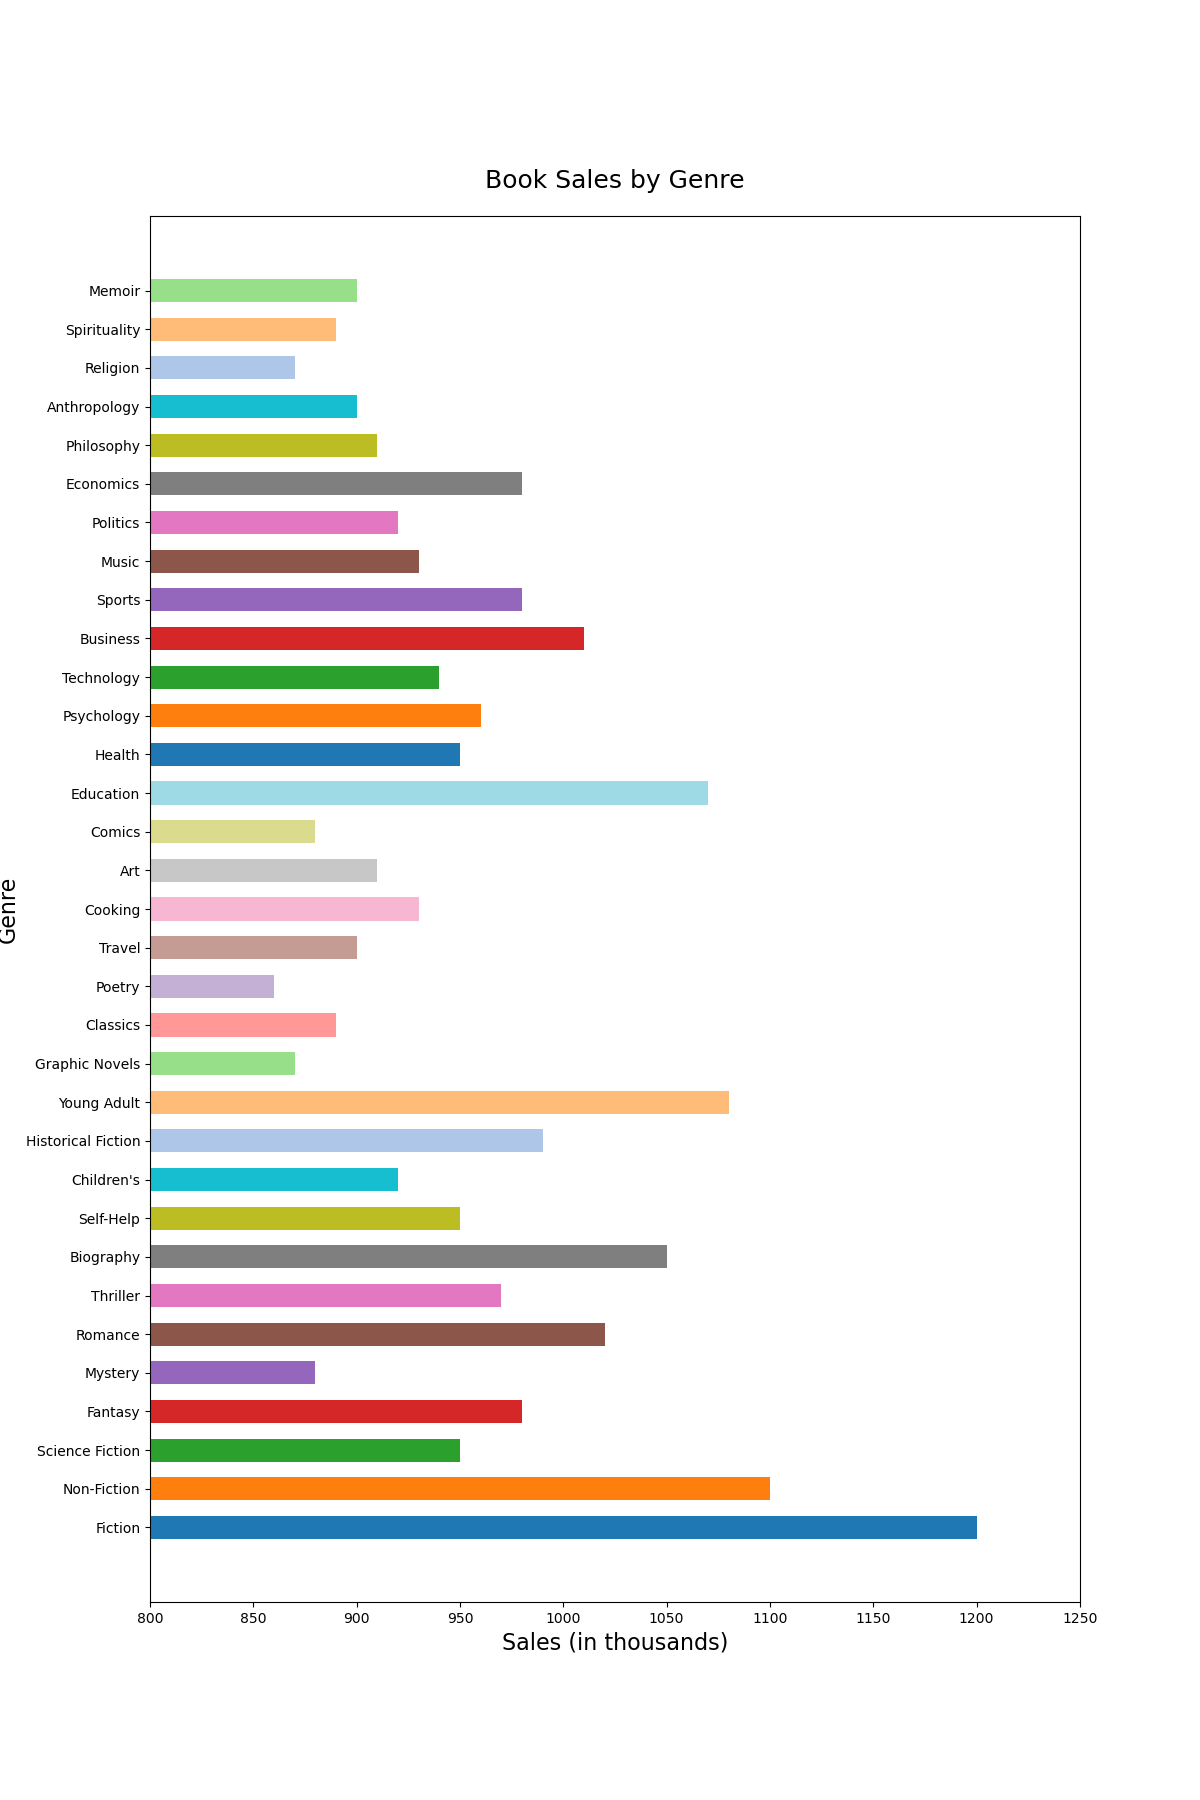 Book Sales by Genre
Memoir
Spirituality
Religion
Anthropology
Philosophy
Economics
Politics
Music
Sports
Business
Technology
Psychology
Health
Education
Comics
Art
Cooking
Travel
Poetry
Classics
Graphic Novels
Young Adult
Historical Fiction
Children's
Self-Help
Biography
Thriller
Romance
Mystery
Fantasy
Science Fiction
Non-Fiction
Fiction
Genre
800 850 900 950 1000 1050 1100 1150 1200 1250
Sales (in thousands)